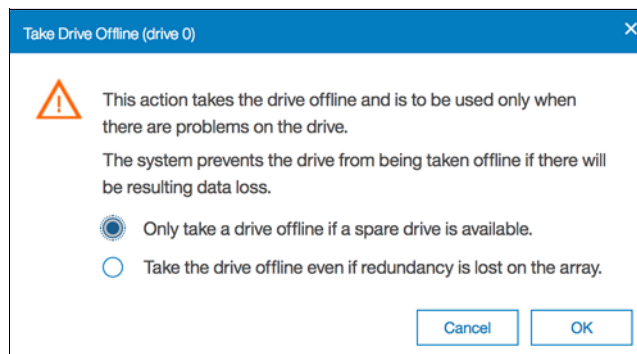 Take Drive Offline (drive 0)
This action takes the drive offline and is to be used only when
there are problems on the drive.
The system prevents the drive from being taken offline if there will
be resulting data loss.
Only take a drive offline if a spare drive is available.
Take the drive offline even if redundancy is lost on the array.
Cancel
OK